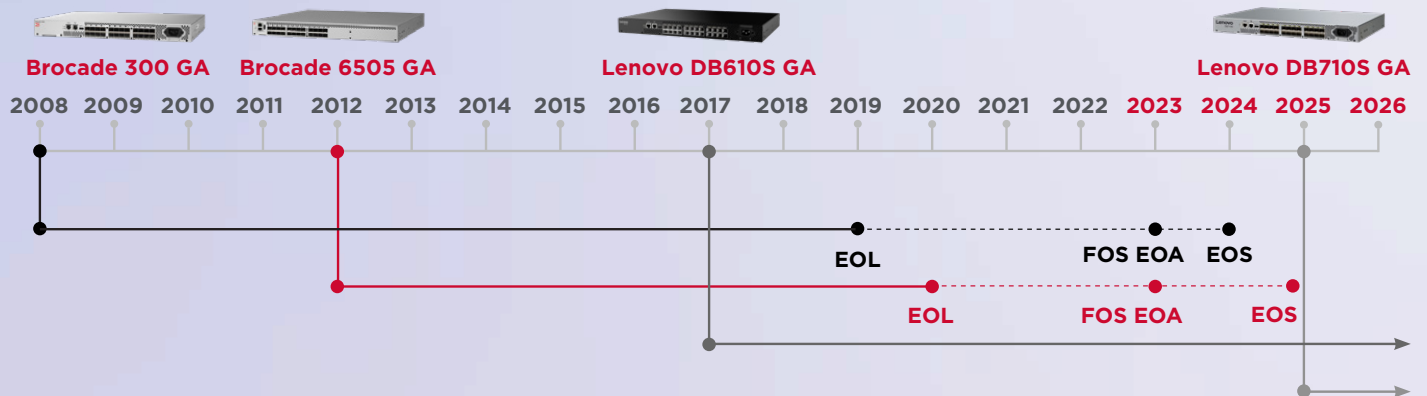 Brocade 300 GA Brocade 6505 GA Lenovo DB610S GA Lenovo DB710S GA
2008 2009 2010 2011 2012 2013 2014 2015 2016 2017 2018 2019 2020 2021 2022 2023 2024 2025 2026
EOL FOS EOA EOS
EOL FOS EOA EOS